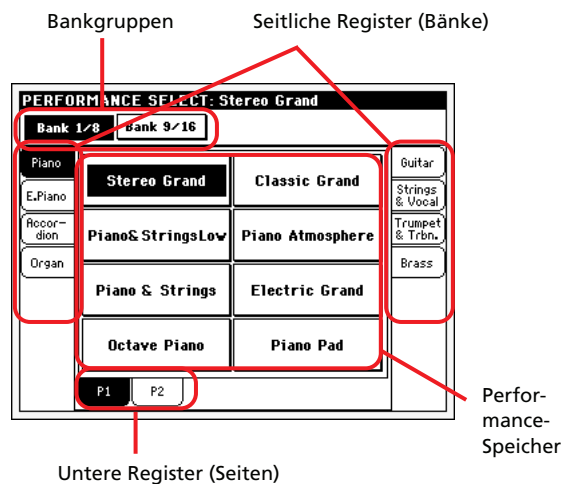 Bankgruppen
Seitliche Register (Bänke)
PERFORMANCE SELECT: Stereo Grand
Bank 1/8
Bank 9/16
Piano
E.Piano
Accor-
dion
Organ
Stereo Grand
Classic Grand
Piano& StringsLow
Piano Atmosphere
Piano & Strings
Electric Grand
Octave Piano
Piano Pad
Guitar
Strings
& Vocal
Trumpet
& Trbn.
Brass
P1
P2
Perfor-
mance-
Speicher
Untere Register (Seiten)